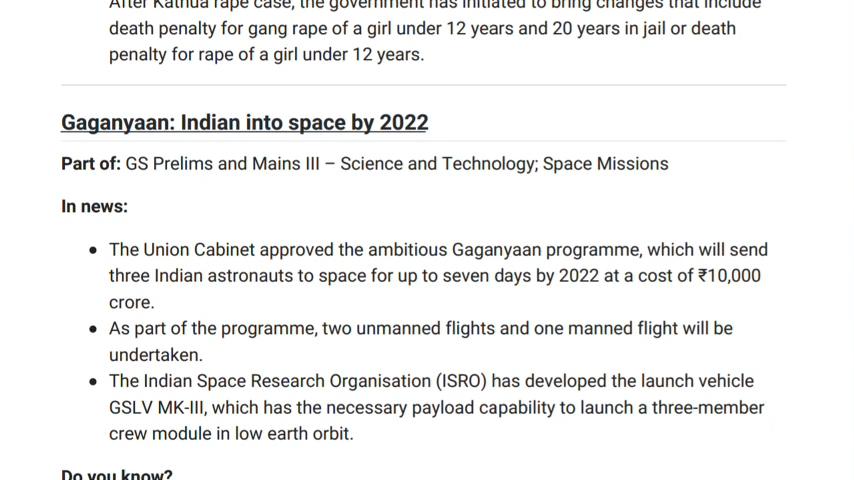 After Kathua rape case, the government has initiated to bring changes that include
death penalty for gang rape of a girl under 12 years and 20 years in jail or death
penalty for rape of a girl under 12 years.
Gaganyaan: Indian into space by 2022
Part of: GS Prelims and Mains III – Science and Technology; Space Missions
In news:
● The Union Cabinet approved the ambitious Gaganyaan programme, which will send
three Indian astronauts to space for up to seven days by 2022 at a cost of ₹10,000
crore.
● As part of the programme, two unmanned flights and one manned flight will be
undertaken.
● The Indian Space Research Organisation (ISRO) has developed the launch vehicle
GSLV MK-III, which has the necessary payload capability to launch a three-member
crew module in low earth orbit.
Do you know?